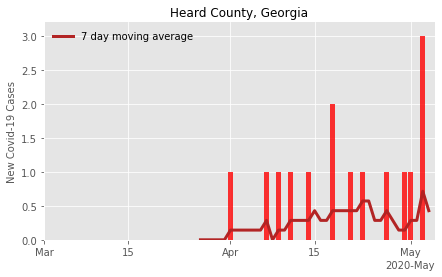 Heard County, Georgia
7 day moving average
New Covid-19 Cases
3.0
2.5
2.0
1.5
1.0
0.5
0.0
Mar
15
Apr
15
May
2020-May